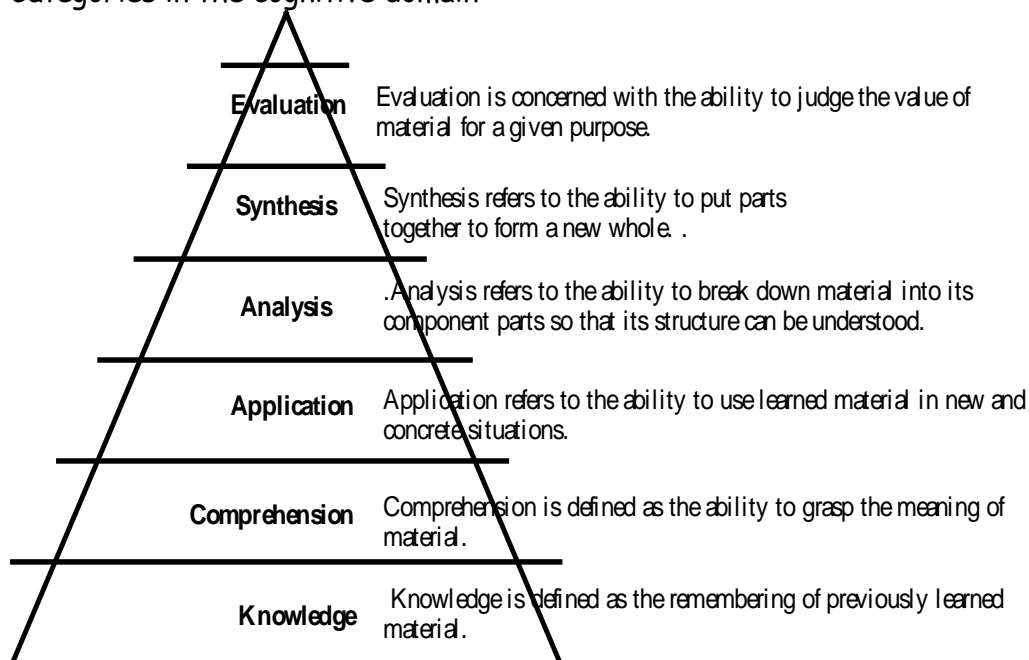 categories in the cognitive domain
Evaluation
Evaluation is concerned with the ability to judge the value of
material for a given purpose.
Synthesis
Synthesis refers to the ability to put parts
together to form a new whole. .
Analysis
.Analysis refers to the ability to break down material into its
component parts so that its structure can be understood.
Application
Application refers to the ability to use learned material in new and
concrete situations.
Comprehension
Comprehension is defined as the ability to grasp the meaning of
material.
Knowledge
Knowledge is defined as the remembering of previously learned
material.